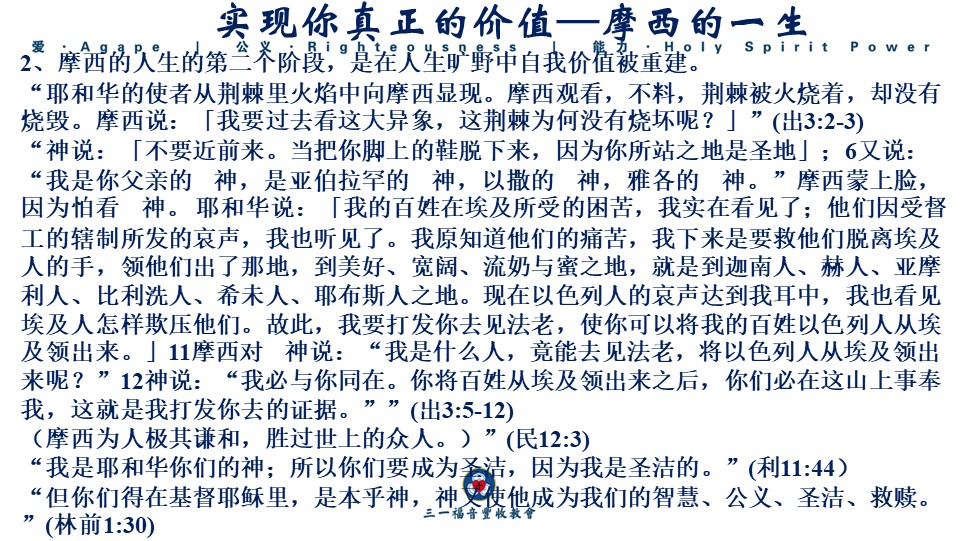 实现你真正的价值—摩西的一生
爱 · Agape | 公义 · Righteousness | 能力 · Holy Spirit Power
2、摩西的人生的第二个阶段，是在人生旷野中自我价值被重建。
“耶和华的使者从荆棘里火焰中向摩西显现。摩西观看，不料，荆棘被火烧着，却没有
烧毁。摩西说：「我要过去看这大异象，这荆棘为何没有烧坏呢？」”(出3:2-3)
“神说：「不要近前来。当把你脚上的鞋脱下来，因为你所站之地是圣地」；6又说：
“我是你父亲的　神，是亚伯拉罕的　神，以撒的　神，雅各的　神。”摩西蒙上脸，
因为怕看　神。 耶和华说：「我的百姓在埃及所受的困苦，我实在看见了；他们因受督
工的辖制所发的哀声，我也听见了。我原知道他们的痛苦，我下来是要救他们脱离埃及
人的手，领他们出了那地，到美好、宽阔、流奶与蜜之地，就是到迦南人、赫人、亚摩
利人、比利洗人、希未人、耶布斯人之地。现在以色列人的哀声达到我耳中，我也看见
埃及人怎样欺压他们。故此，我要打发你去见法老，使你可以将我的百姓以色列人从埃
及领出来。」11摩西对　神说：“我是什么人，竟能去见法老，将以色列人从埃及领出
来呢？”12神说：“我必与你同在。你将百姓从埃及领出来之后，你们必在这山上事奉
我，这就是我打发你去的证据。””(出3:5-12)
（摩西为人极其谦和，胜过世上的众人。）”(民12:3)
“我是耶和华你们的神；所以你们要成为圣洁，因为我是圣洁的。”(利11:44）
“但你们得在基督耶稣里，是本乎神，神又使他成为我们的智慧、公义、圣洁、救赎。
”(林前1:30)
三一福音豐收教會